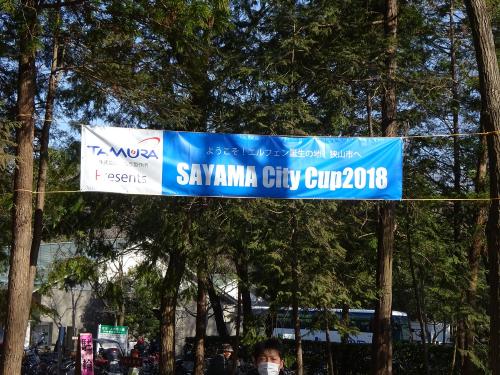 TAMURA
Presents
ようこそ！エルフェン誕生の地 狭山市へ
SAYAMA City Cup2018